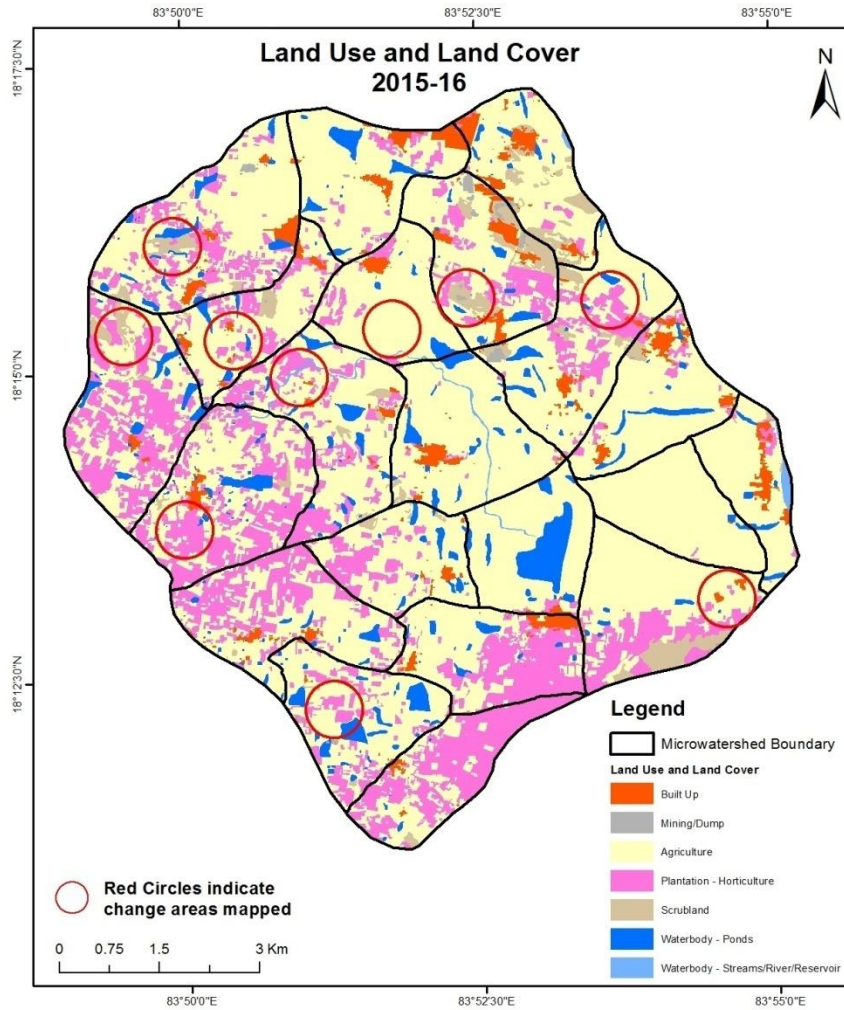 83°50'0"E 83°52'30"E 83°55'0"E
Land Use and Land Cover
2015-16
N
18°17'30"N
18°15'0"N
18°12'30"N
Legend
Microwatershed Boundary
Land Use and Land Cover
Built Up
Mining/Dump
Agriculture
Plantation - Horticulture
Scrubland
Waterbody - Ponds
Waterbody - Streams/River/Reservoir
Red Circles indicate
change areas mapped
0 0.75 1.5 3 Km
83°50'0"E 83°52'30"E 83°55'0"E